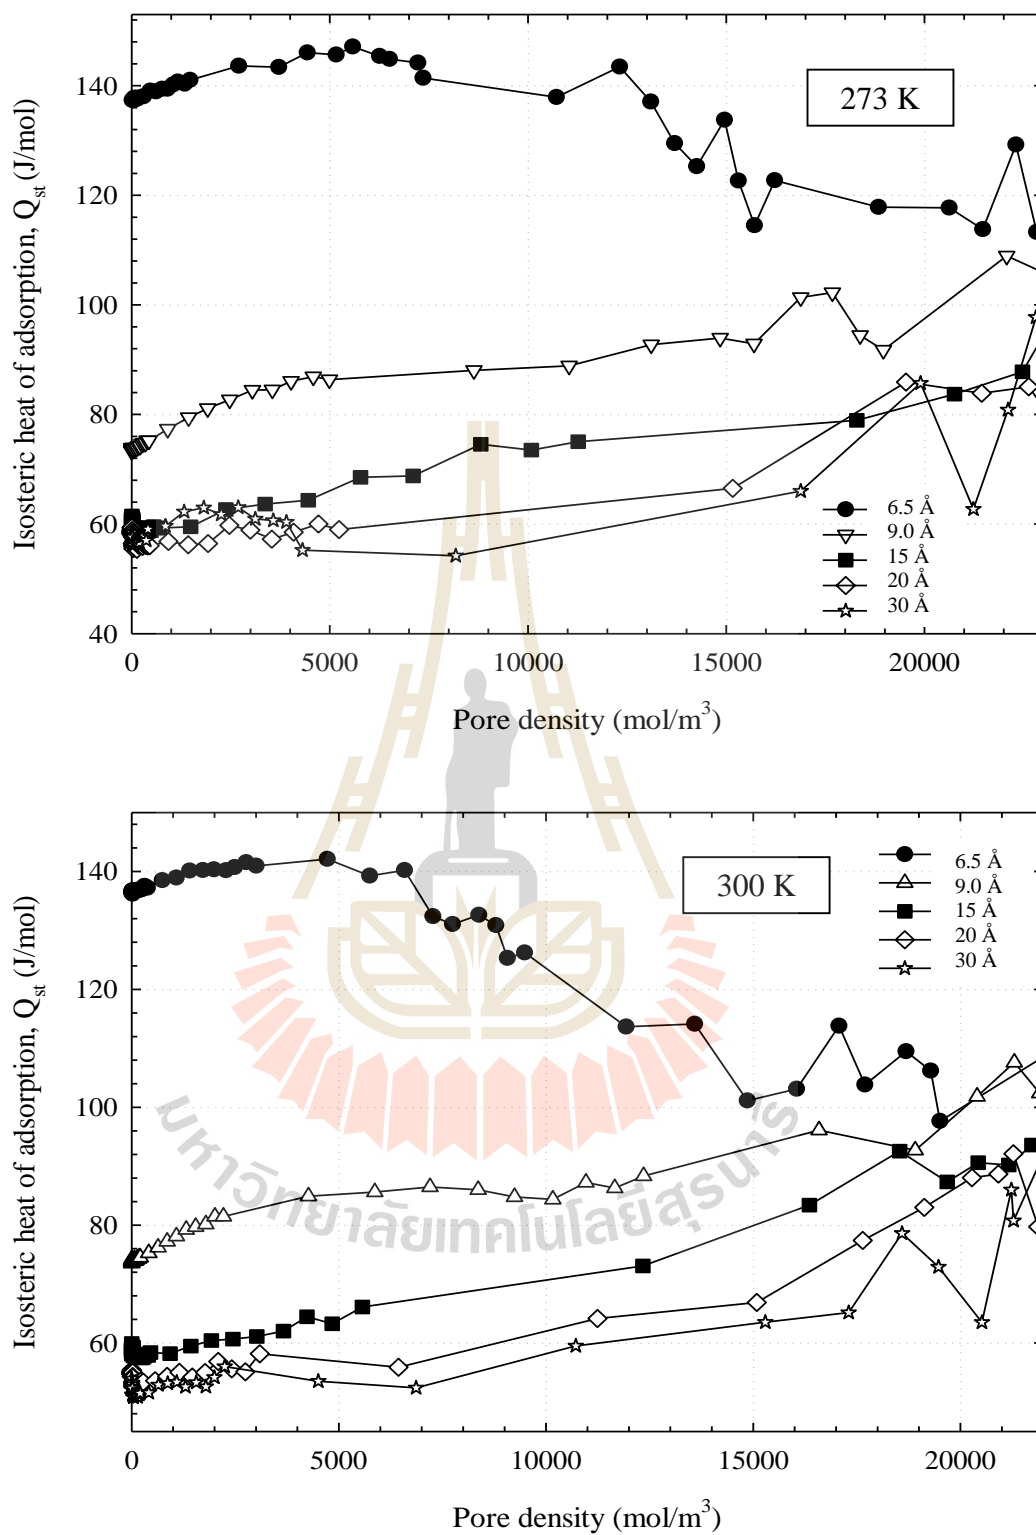 140
120
100
80
60
40
Isosteric heat of adsorption, Qst (J/mol)
273 K
6.5 Å
9.0 Å
15 Å
20 Å
30 Å
0 5000 10000 15000 20000
Pore density (mol/m³)
140
120
100
80
60
Isosteric heat of adsorption, Qst (J/mol)
300 K
6.5 Å
9.0 Å
15 Å
20 Å
30 Å
มหาวิทยาลัยเทคโนโลยีสุรนารี
0 5000 10000 15000 20000
Pore density (mol/m³)